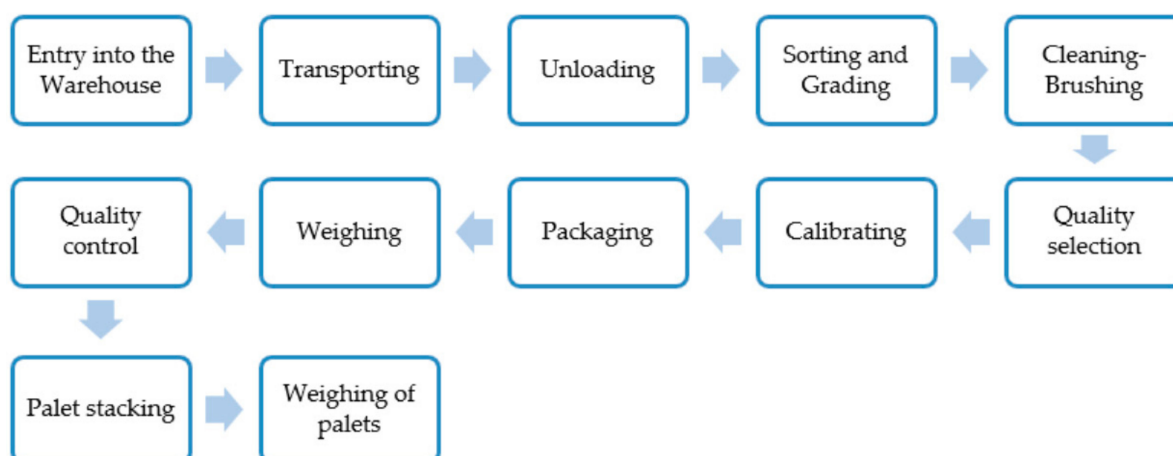 Entry into the
Warehouse
Transporting
Unloading
Sorting and
Grading
Cleaning-
Brushing
Quality
selection
Calibrating
Packaging
Weighing
Quality
control
Palet stacking
Weighing of
palets